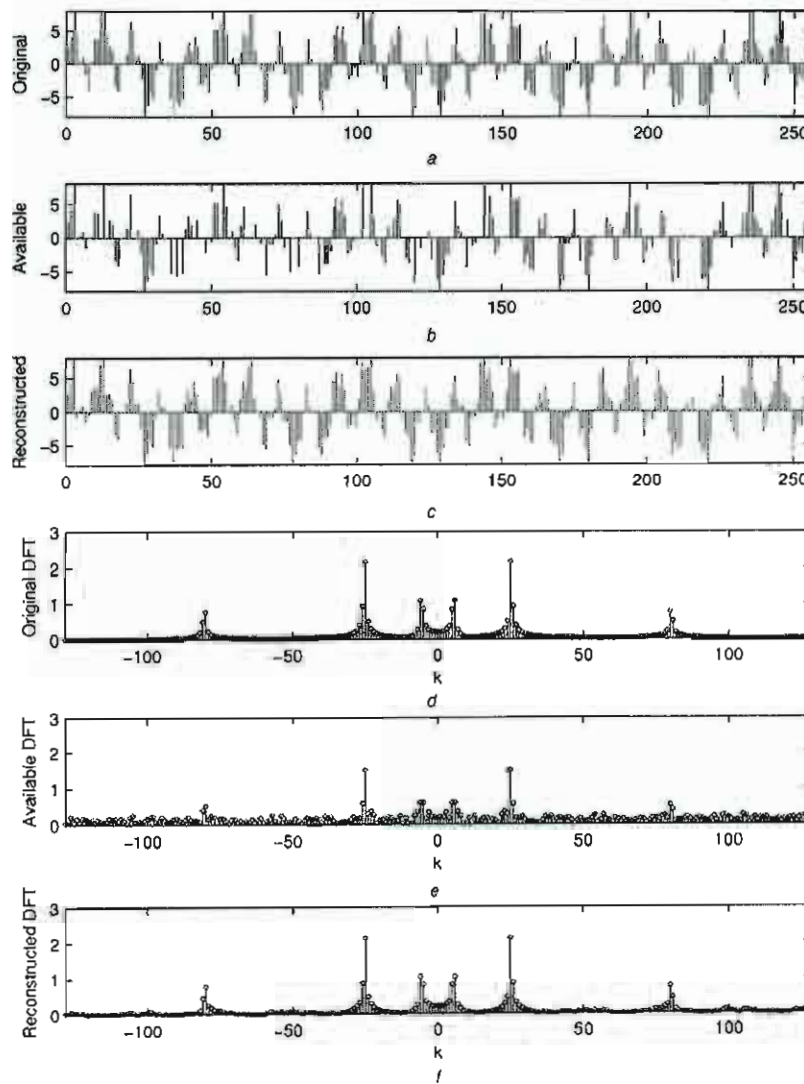 Original
5
0
−5
0 50 100 150 200 250
a
Available
5
0
−5
0 50 100 150 200 250
b
Reconstructed
5
0
−5
0 50 100 150 200 250
c
Original DFT
3
2
1
0
−100 −50 0 50 100
k
d
Available DFT
3
2
1
0
−100 −50 0 50 100
k
e
Reconstructed DFT
3
2
1
0
−100 −50 0 50 100
k
f